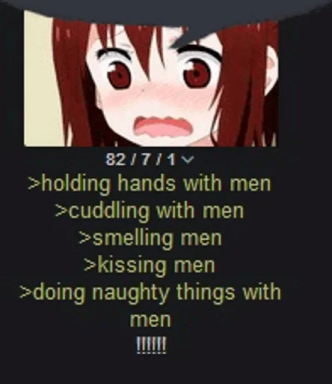 82 / 7 / 1
>holding hands with men
>cuddling with men
>smelling men
>kissing men
>doing naughty things with
men
!!!!!!